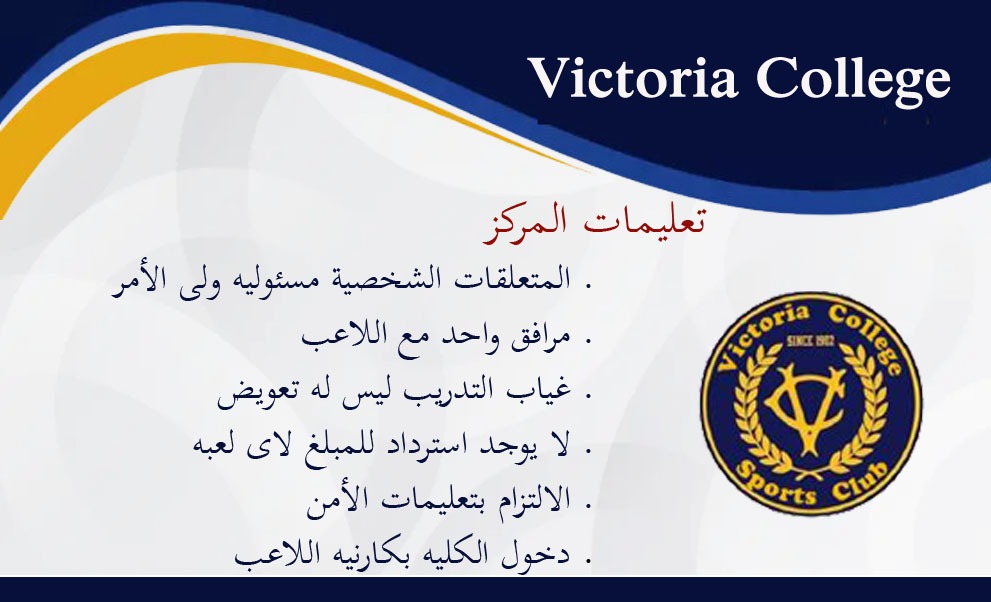 Victoria College
تعليمات المركز
. المتعلقات الشخصية مسئوليه ولى الأمر
. مرافق واحد مع اللاعب
. غياب التدريب ليس له تعويض
. لا يوجد استرداد للمبلغ لاى لعبه
. الالتزام بتعليمات الأمن
. دخول الكليه بكارنيه اللاعب
Victoria College
SINCE 1902
VC
Sports Club